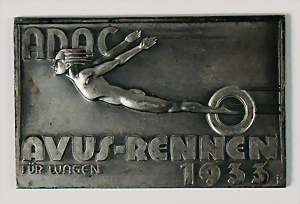 ADAC
AVUS-RENNEN
FÜR WAGEN
1933